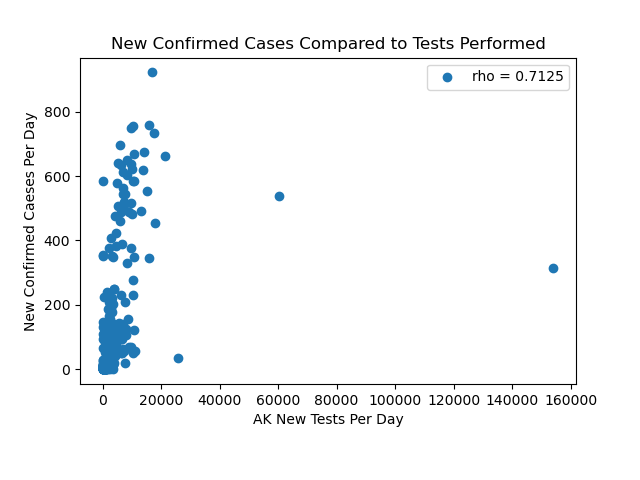 New Confirmed Cases Compared to Tests Performed
rho = 0.7125
New Confirmed Caeses Per Day
800
600
400
200
0
0 20000 40000 60000 80000 100000 120000 140000 160000
AK New Tests Per Day